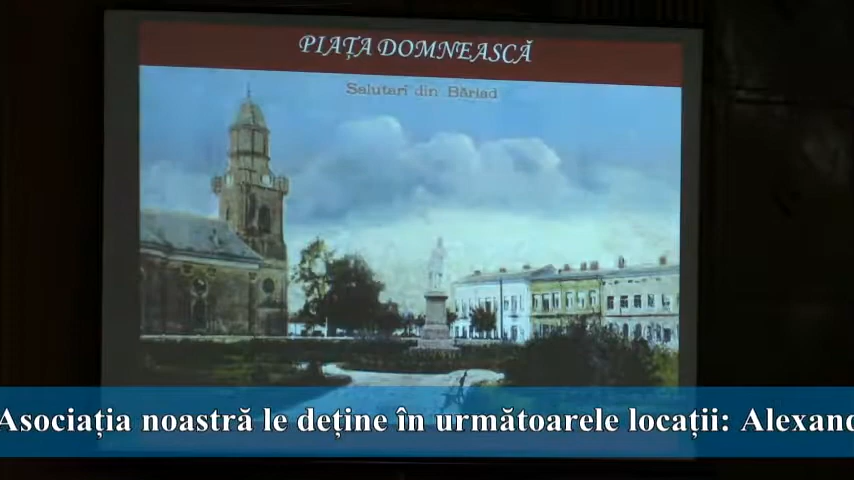 PIAȚA DOMNEASCĂ
Salutari din Bârlad
Asociația noastră le deține în următoarele locații: Alexand